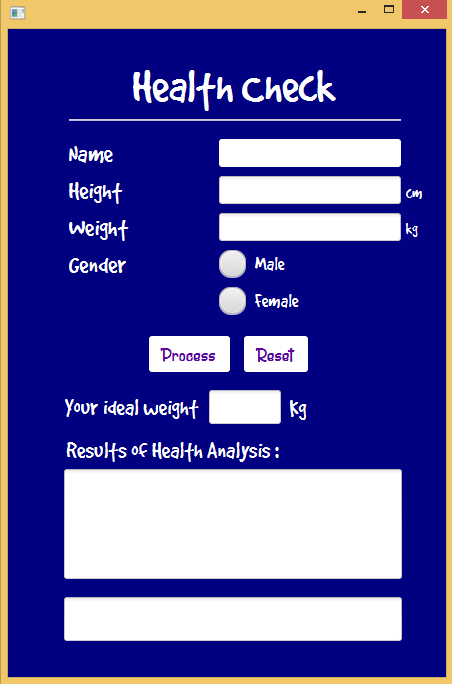 Health Check
Name
Height cm
Weight kg
Gender Male
Female
Process Reset
Your ideal weight Kg
Results of Health Analysis :